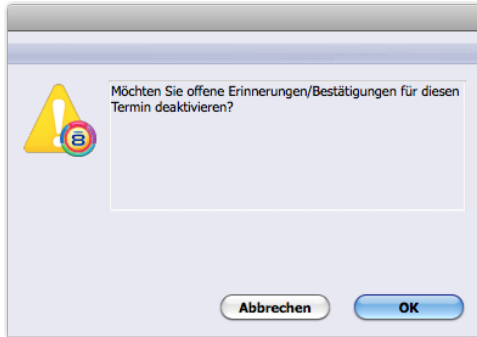 Möchten Sie offene Erinnerungen/Bestätigungen für diesen
Termin deaktivieren?
Abbrechen
OK